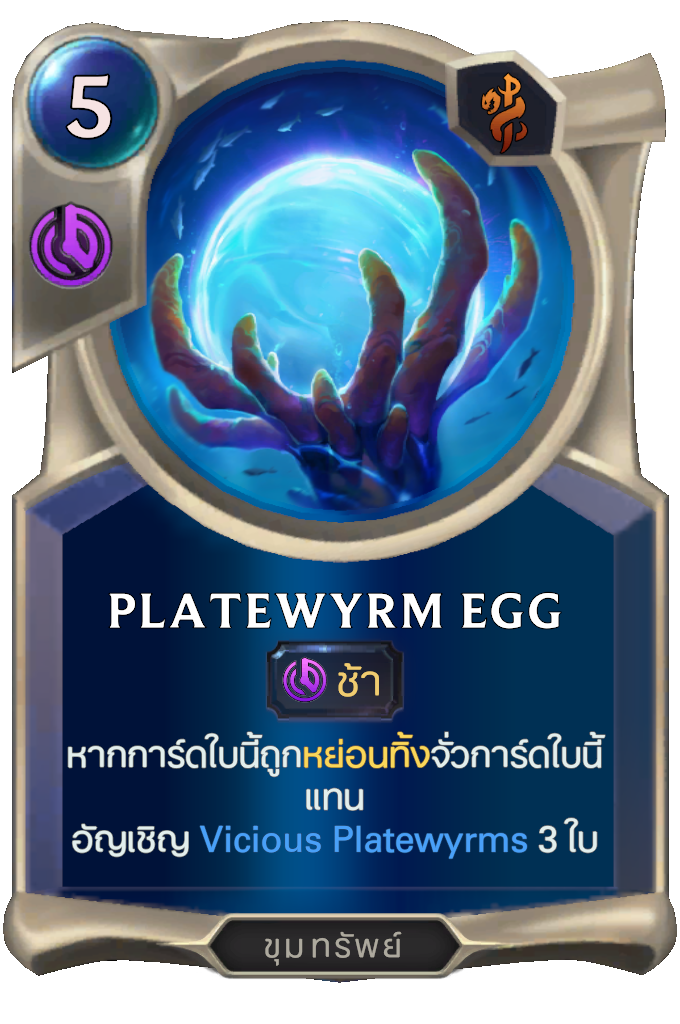 5
PLATEWYRM EGG
ช้า
หากการ์ดใบนี้ถูกหย่อนทิ้งจั่วการ์ดใบนี้
แทน
อัญเชิญ Vicious Platewyrms 3 ใบ
ขุมทรัพย์